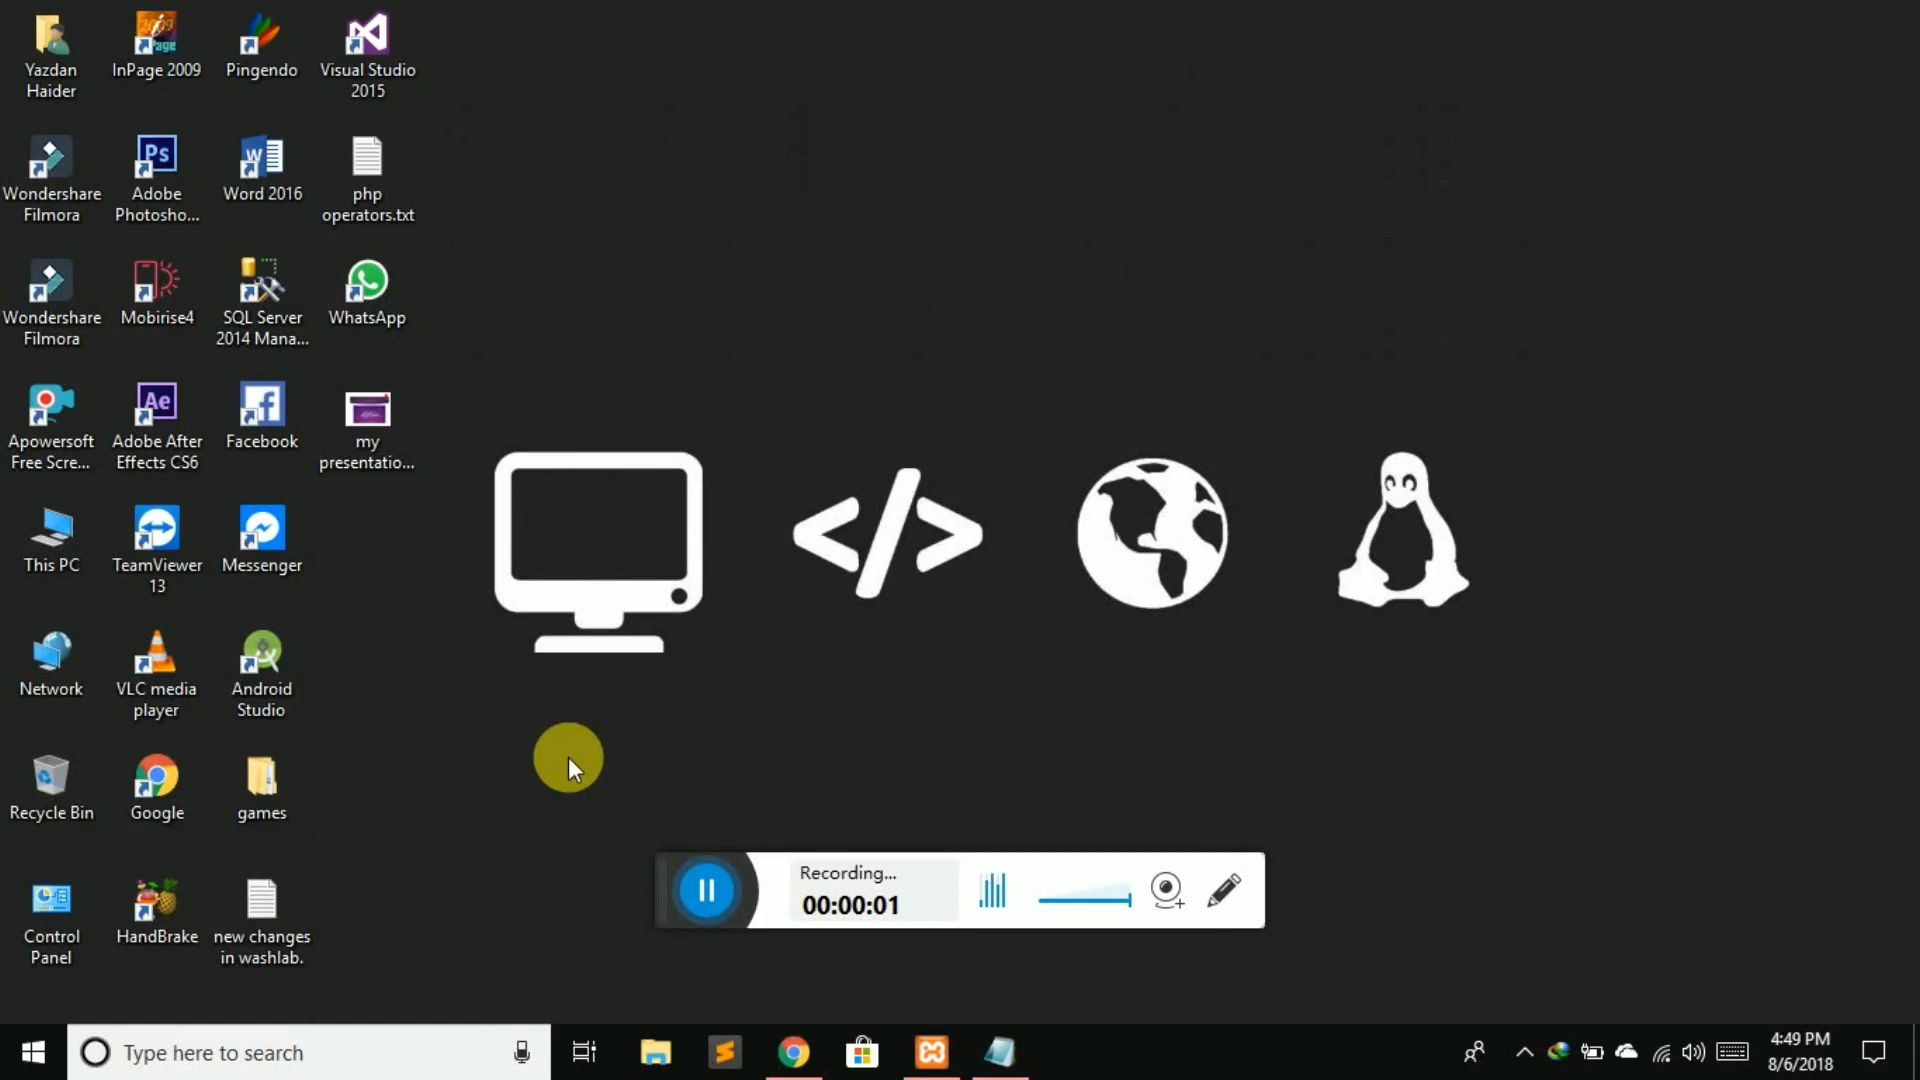 Yazdan
Haider
InPage 2009
Pingendo
Visual Studio
2015
Wondershare
Filmora
Ps
Adobe
Photosho...
W
Word 2016
php
operators.txt
Wondershare
Filmora
Mobirise4
SQL Server
2014 Mana...
WhatsApp
Apowersoft
Free Scre...
Ae
Adobe After
Effects CS6
f
Facebook
my
presentatio...
This PC
TeamViewer
13
Messenger
</>
Network
VLC media
player
Android
Studio
Recycle Bin
Google
games
Control
Panel
HandBrake
new changes
in washlab.
Recording...
00:00:01
Type here to search
4:49 PM
8/6/2018